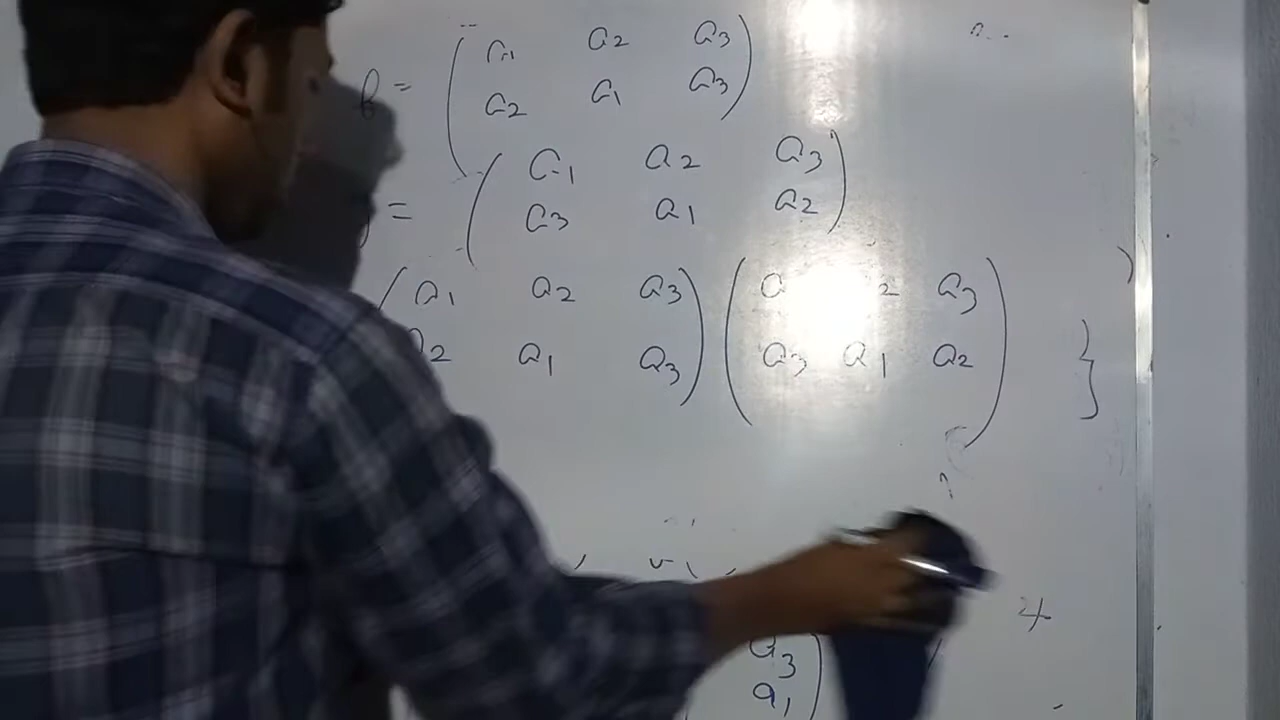 f = ( a1 a2 a3 )
a2 a1 a3
= ( a1 a2 a3 )
a3 a1 a2
( a1 a2 a3 ) ( a 2 a3 )
a2 a1 a3 a3 a1 a2 }
a3 )
a1